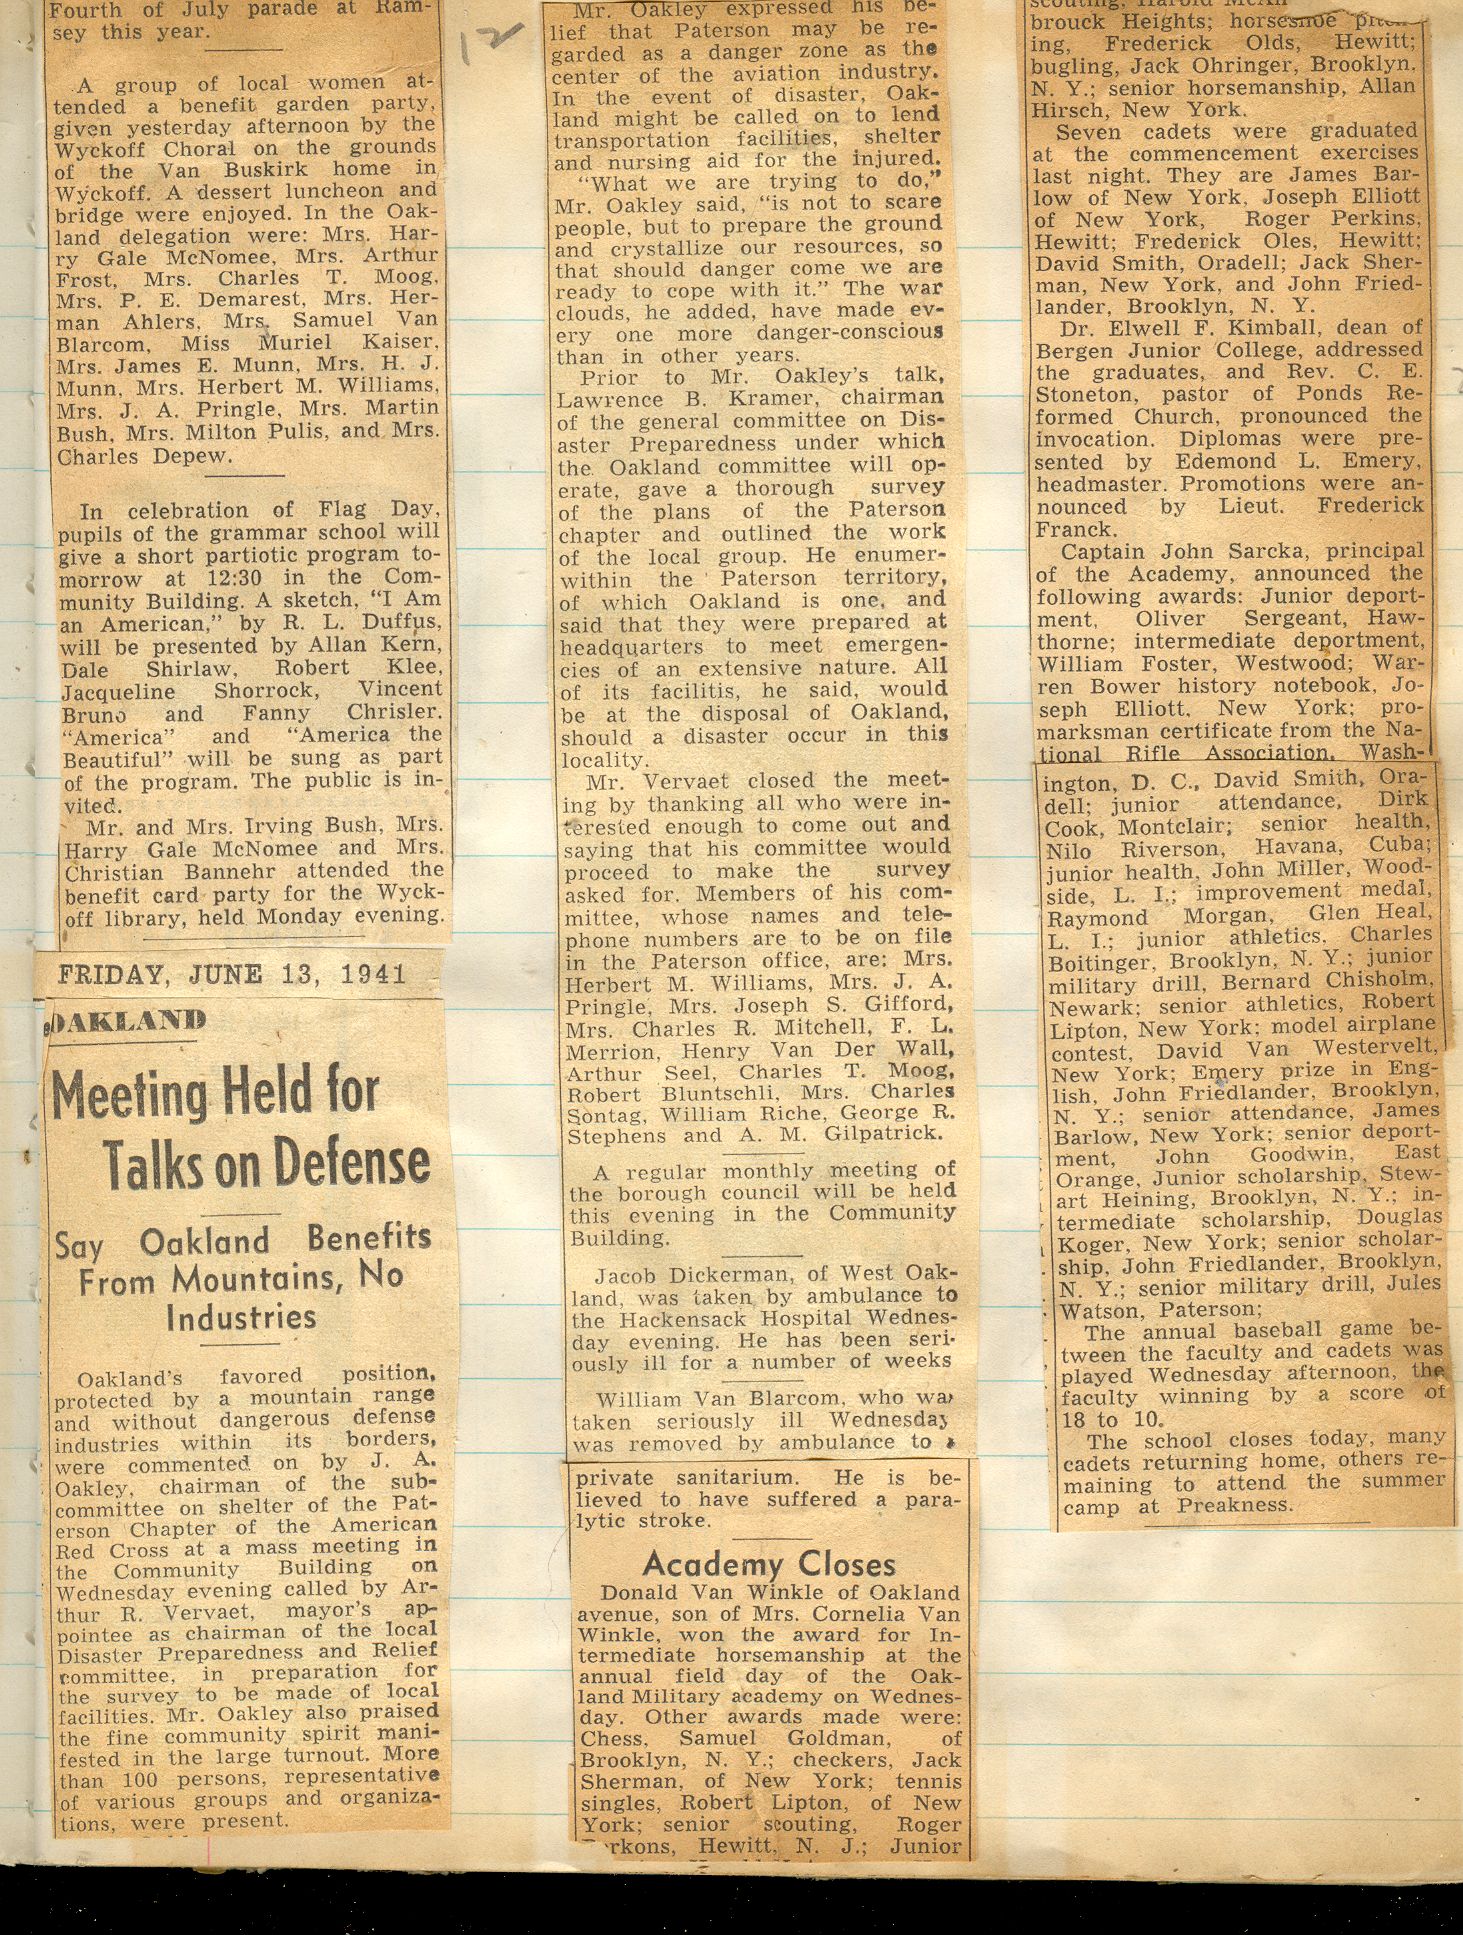 Fourth of July parade at Ram-
sey this year.
A group of local women at-
tended a benefit garden party,
given yesterday afternoon by the
Wyckoff Choral on the grounds
of the Van Buskirk home in
Wyckoff. A dessert luncheon and
bridge were enjoyed. In the Oak-
land delegation were: Mrs. Har-
ry Gale McNomee, Mrs. Arthur
Frost, Mrs. Charles T. Moog,
Mrs. P. E. Demarest, Mrs. Her-
man Ahlers, Mrs. Samuel Van
Blarcom, Miss Muriel Kaiser,
Mrs. James E. Munn, Mrs. H. J.
Munn, Mrs. Herbert M. Williams,
Mrs. J. A. Pringle, Mrs. Martin
Bush, Mrs. Milton Pulis, and Mrs.
Charles Depew.
In celebration of Flag Day,
pupils of the grammar school will
give a short partiotic program to-
morrow at 12:30 in the Com-
munity Building. A sketch, "I Am
an American," by R. L. Duffus,
will be presented by Allan Kern,
Dale Shirlaw, Robert Klee,
Jacqueline Shorrock, Vincent
Bruno and Fanny Chrisler.
"America" and "America the
Beautiful" will be sung as part
of the program. The public is in-
vited.
Mr. and Mrs. Irving Bush, Mrs.
Harry Gale McNomee and Mrs.
Christian Bannehr attended the
benefit card party for the Wyck-
off library, held Monday evening.
FRIDAY, JUNE 13, 1941
OAKLAND
Meeting Held for
Talks on Defense
Say Oakland Benefits
From Mountains, No
Industries
Oakland's favored position,
protected by a mountain range
and without dangerous defense
industries within its borders,
were commented on by J. A.
Oakley, chairman of the sub-
committee on shelter of the Pat-
erson Chapter of the American
Red Cross at a mass meeting in
the Community Building on
Wednesday evening called by Ar-
thur R. Vervaet, mayor's ap-
pointee as chairman of the local
Disaster Preparedness and Relief
committee, in preparation for
the survey to be made of local
facilities. Mr. Oakley also praised
the fine community spirit mani-
fested in the large turnout. More
than 100 persons, representative
of various groups and organiza-
tions, were present.
12
Mr. Oakley expressed his be-
lief that Paterson may be re-
garded as a danger zone as the
center of the aviation industry.
In the event of disaster, Oak-
land might be called on to lend
transportation facilities, shelter
and nursing aid for the injured.
"What we are trying to do,"
Mr. Oakley said, "is not to scare
people, but to prepare the ground
and crystallize our resources, so
that should danger come we are
ready to cope with it." The war
clouds, he added, have made ev-
ery one more danger-conscious
than in other years.
Prior to Mr. Oakley's talk,
Lawrence B. Kramer, chairman
of the general committee on Dis-
aster Preparedness under which
the Oakland committee will op-
erate, gave a thorough survey
of the plans of the Paterson
chapter and outlined the work
of the local group. He enumer-
within the Paterson territory,
of which Oakland is one, and
said that they were prepared at
headquarters to meet emergen-
cies of an extensive nature. All
of its facilitis, he said, would
be at the disposal of Oakland,
should a disaster occur in this
locality.
Mr. Vervaet closed the meet-
ing by thanking all who were in-
terested enough to come out and
saying that his committee would
proceed to make the survey
asked for. Members of his com-
mittee, whose names and tele-
phone numbers are to be on file
in the Paterson office, are: Mrs.
Herbert M. Williams, Mrs. J. A.
Pringle, Mrs. Joseph S. Gifford,
Mrs. Charles R. Mitchell, F. L.
Merrion, Henry Van Der Wall,
Arthur Seel, Charles T. Moog,
Robert Bluntschli, Mrs. Charles
Sontag, William Riche, George R.
Stephens and A. M. Gilpatrick.
A regular monthly meeting of
the borough council will be held
this evening in the Community
Building.
Jacob Dickerman, of West Oak-
land, was taken by ambulance to
the Hackensack Hospital Wednes-
day evening. He has been seri-
ously ill for a number of weeks
William Van Blarcom, who was
taken seriously ill Wednesday
was removed by ambulance to a
private sanitarium. He is be-
lieved to have suffered a para-
lytic stroke.
Academy Closes
Donald Van Winkle of Oakland
avenue, son of Mrs. Cornelia Van
Winkle, won the award for In-
termediate horsemanship at the
annual field day of the Oak-
land Military academy on Wednes-
day. Other awards made were:
Chess, Samuel Goldman, of
Brooklyn, N. Y.; checkers, Jack
Sherman, of New York; tennis
singles, Robert Lipton, of New
York; senior scouting, Roger
Perkons, Hewitt, N. J.; Junior
scouting, Harold
brouck Heights; horseshoe pitch-
ing, Frederick Olds, Hewitt;
bugling, Jack Ohringer, Brooklyn.
N. Y.; senior horsemanship, Allan
Hirsch, New York.
Seven cadets were graduated
at the commencement exercises
last night. They are James Bar-
low of New York, Joseph Elliott
of New York, Roger Perkins,
Hewitt; Frederick Oles, Hewitt;
David Smith, Oradell; Jack Sher-
man, New York, and John Fried-
lander, Brooklyn, N. Y.
Dr. Elwell F. Kimball, dean of
Bergen Junior College, addressed
the graduates, and Rev. C. E.
Stoneton, pastor of Ponds Re-
formed Church, pronounced the
invocation. Diplomas were pre-
sented by Edemond L. Emery,
headmaster. Promotions were an-
nounced by Lieut. Frederick
Franck.
Captain John Sarcka, principal
of the Academy, announced the
following awards: Junior deport-
ment, Oliver Sergeant, Haw-
thorne; intermediate deportment,
William Foster, Westwood; War-
ren Bower history notebook, Jo-
seph Elliott, New York; pro-
marksman certificate from the Na-
tional Rifle Association, Wash-
ington, D. C., David Smith, Ora-
dell; junior attendance, Dirk
Cook, Montclair; senior health,
Nilo Riverson, Havana, Cuba;
junior health, John Miller, Wood-
side, L. I.; improvement medal,
Raymond Morgan, Glen Heal,
L. I.; junior athletics, Charles
Boitinger, Brooklyn, N. Y.; junior
military drill, Bernard Chisholm,
Newark; senior athletics, Robert
Lipton, New York; model airplane
contest, David Van Westervelt,
New York; Emery prize in Eng-
lish, John Friedlander, Brooklyn,
N. Y.; senior attendance, James
Barlow, New York; senior deport-
ment, John Goodwin, East
Orange, Junior scholarship, Stew-
art Heining, Brooklyn, N. Y.; in-
termediate scholarship, Douglas
Koger, New York; senior scholar-
ship, John Friedlander, Brooklyn,
N. Y.; senior military drill, Jules
Watson, Paterson;
The annual baseball game be-
tween the faculty and cadets was
played Wednesday afternoon, the
faculty winning by a score of
18 to 10.
The school closes today, many
cadets returning home, others re-
maining to attend the summer
camp at Preakness.